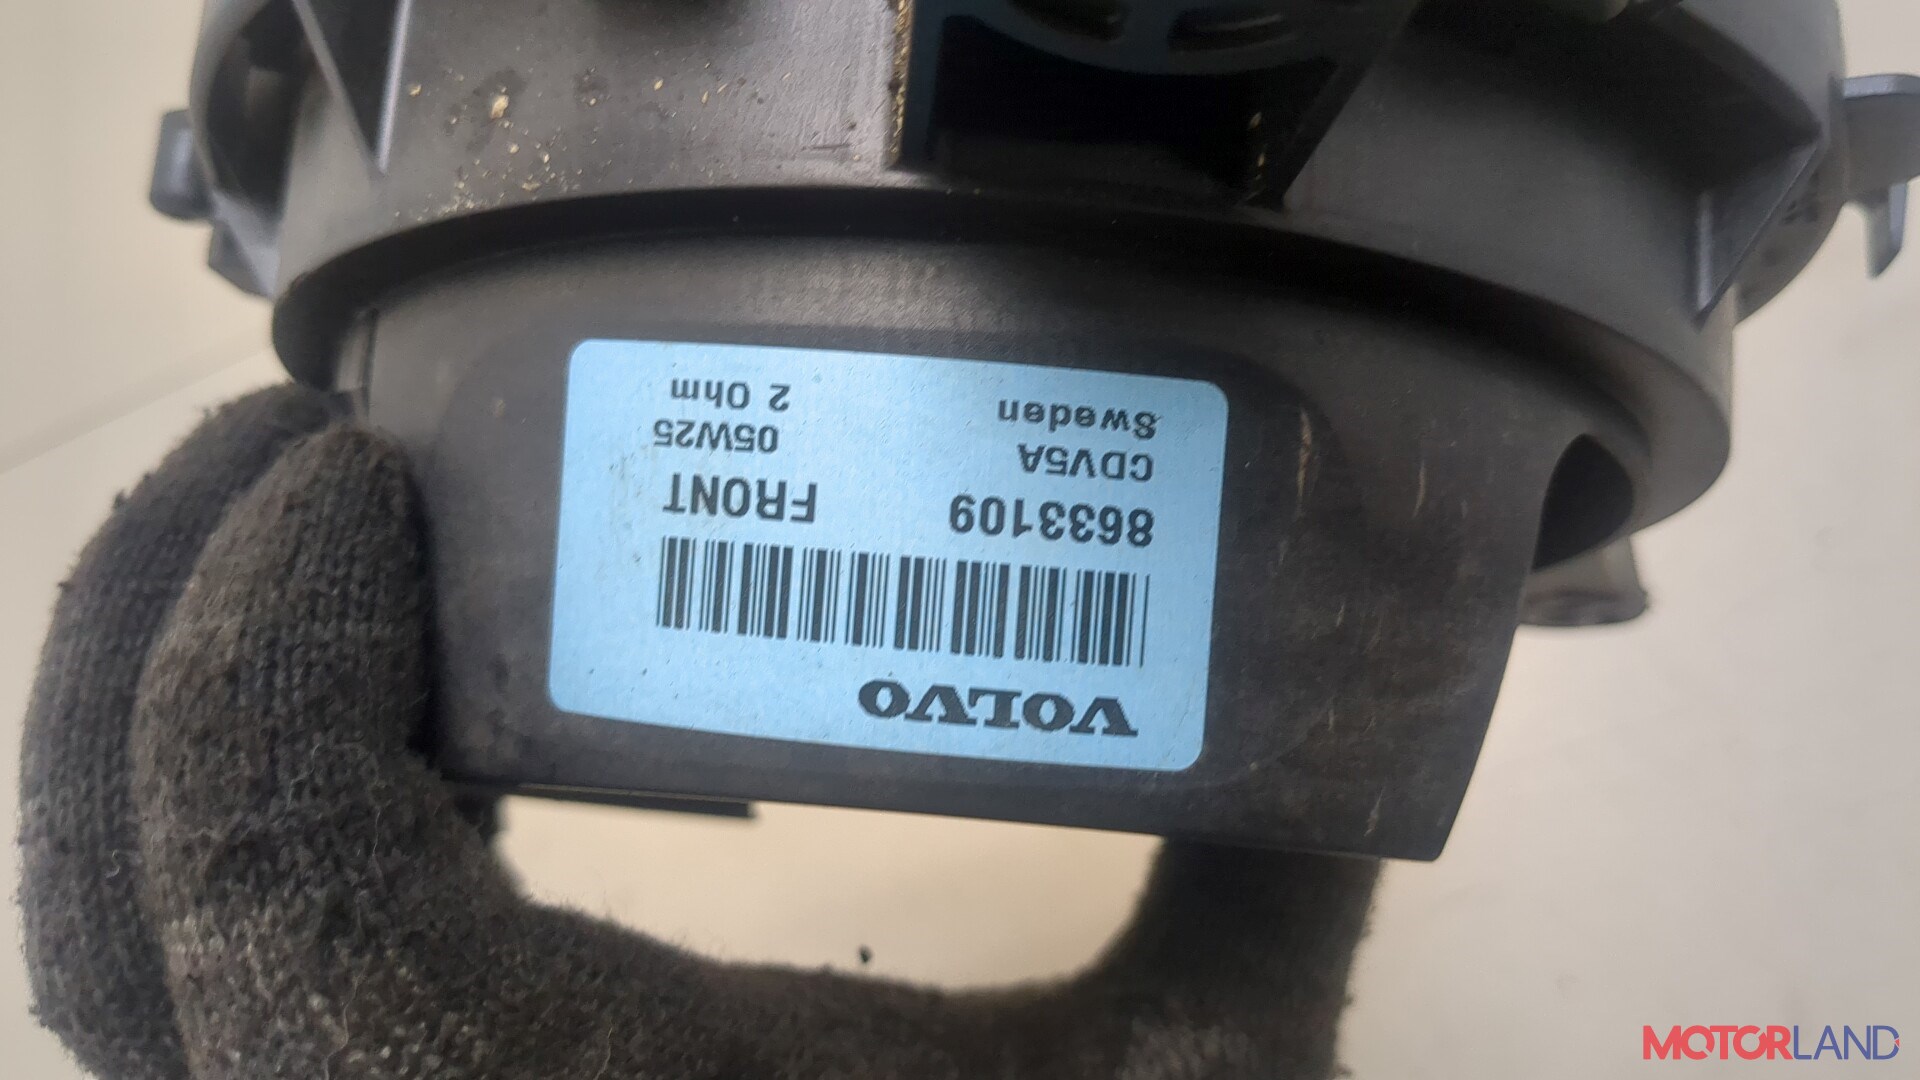 VOLVO
8633109 FRONT
CDV5A 05W25
Sweden 2 Ohm
MOTORLAND